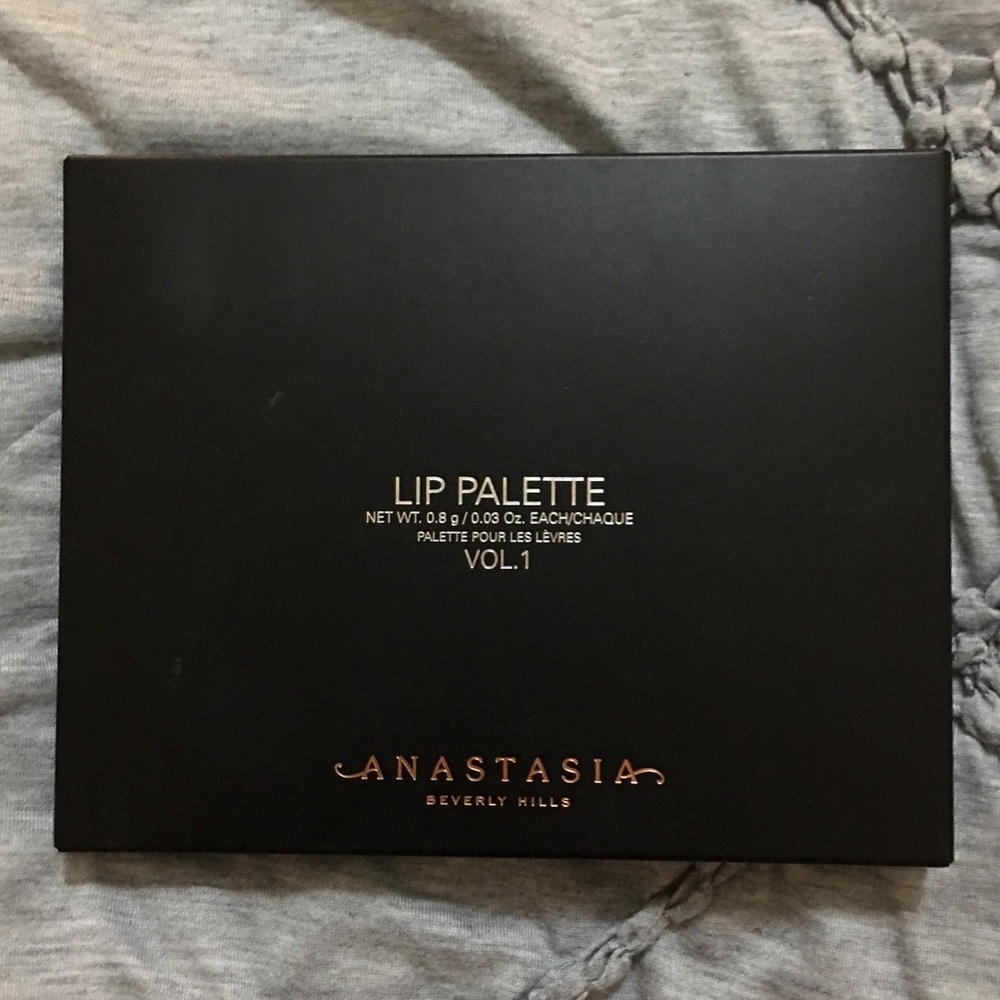 LIP PALETTE
NET WT. 0.8 g / 0.03 Oz. EACH/CHAQUE
PALETTE POUR LES LÈVRES
VOL.1
ANASTASIA
BEVERLY HILLS